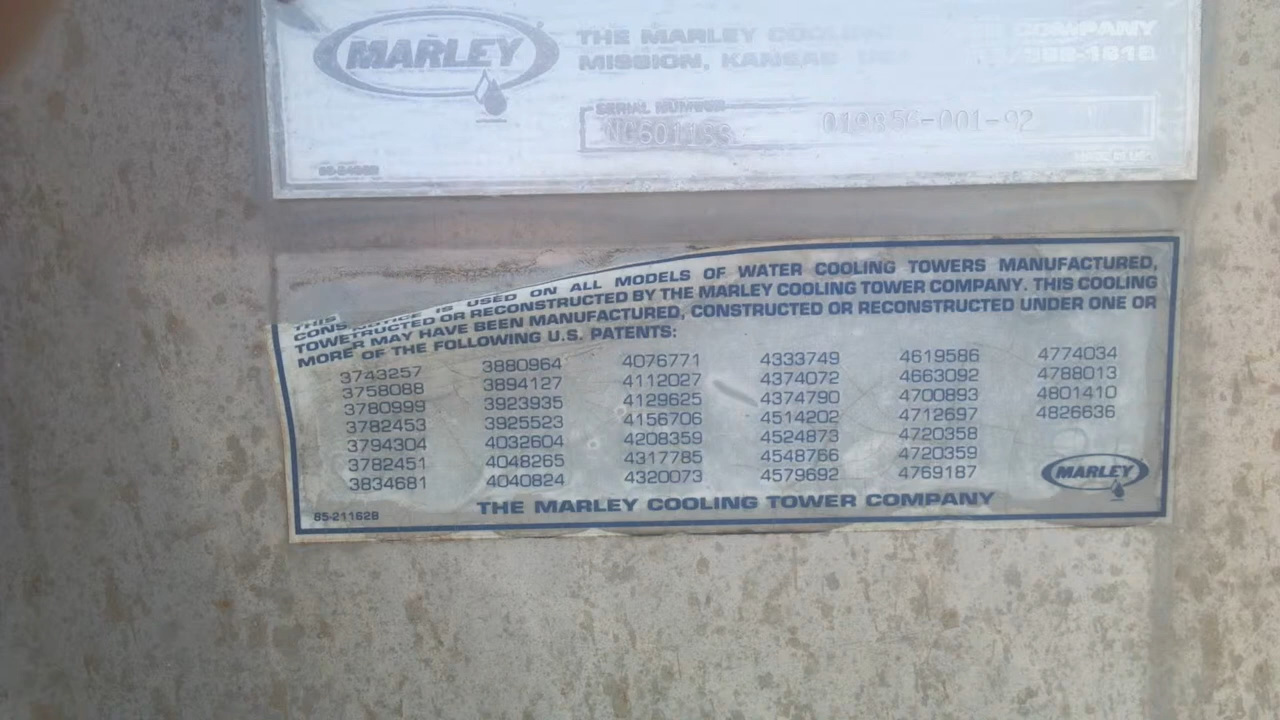 MARLEY
THE MARLEY COOLING COMPANY
MISSION, KANSAS
SERIAL NUMBER
-001-92
THIS NOTICE IS USED ON ALL MODELS OF WATER COOLING TOWERS MANUFACTURED,
CONSTRUCTED OR RECONSTRUCTED BY THE MARLEY COOLING TOWER COMPANY. THIS COOLING
TOWER MAY HAVE BEEN MANUFACTURED, CONSTRUCTED OR RECONSTRUCTED UNDER ONE OR
MORE OF THE FOLLOWING U.S. PATENTS:
3743257 3880964 4076771 4333749 4619586 4774034
3758088 3894127 4112027 4374072 4663092 4788013
3780999 3923935 4129625 4374790 4700893 4801410
3782453 3925523 4156706 4514202 4712697 4826636
3794304 4032604 4208359 4524873 4720358
3782451 4048265 4317785 4548766 4720359
3834681 4040824 4320073 4579692 4769187
MARLEY
THE MARLEY COOLING TOWER COMPANY
85-211628